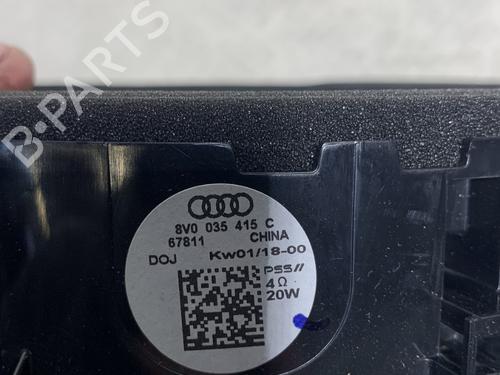 B-PARTS
8V0 035 415 C
67811 CHINA
DOJ KW01/18-00
PSS//
4Ω
20W